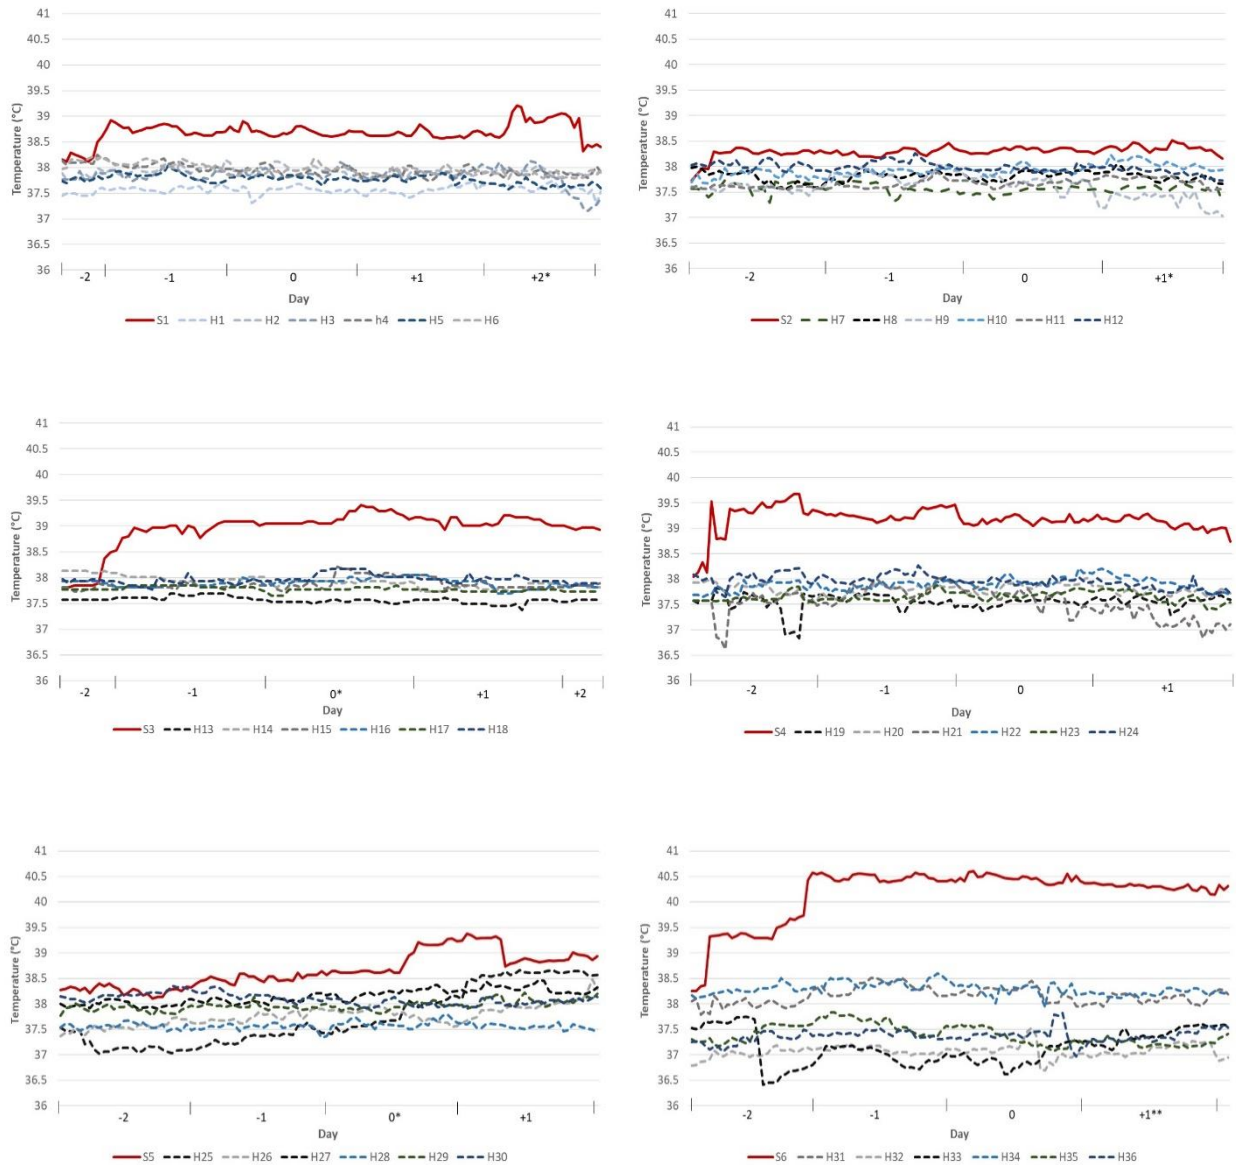 41
40.5
40
39.5
39
38.5
38
37.5
37
36.5
36
Temperature (°C)
-2 -1 0 +1 +2*
Day
S1 H1 H2 H3 h4 H5 H6
41
40.5
40
39.5
39
38.5
38
37.5
37
36.5
36
Temperature (°C)
-2 -1 0 +1*
Day
S2 H7 H8 H9 H10 H11 H12
41
40.5
40
39.5
39
38.5
38
37.5
37
36.5
36
Temperature (°C)
-2 -1 0* +1 +2
Day
S3 H13 H14 H15 H16 H17 H18
41
40.5
40
39.5
39
38.5
38
37.5
37
36.5
36
Temperature (°C)
-2 -1 0 +1
Day
S4 H19 H20 H21 H22 H23 H24
41
40.5
40
39.5
39
38.5
38
37.5
37
36.5
36
Temperature (°C)
-2 -1 0* +1
Day
S5 H25 H26 H27 H28 H29 H30
41
40.5
40
39.5
39
38.5
38
37.5
37
36.5
36
Temperature (°C)
-2 -1 0 +1**
Day
S6 H31 H32 H33 H34 H35 H36